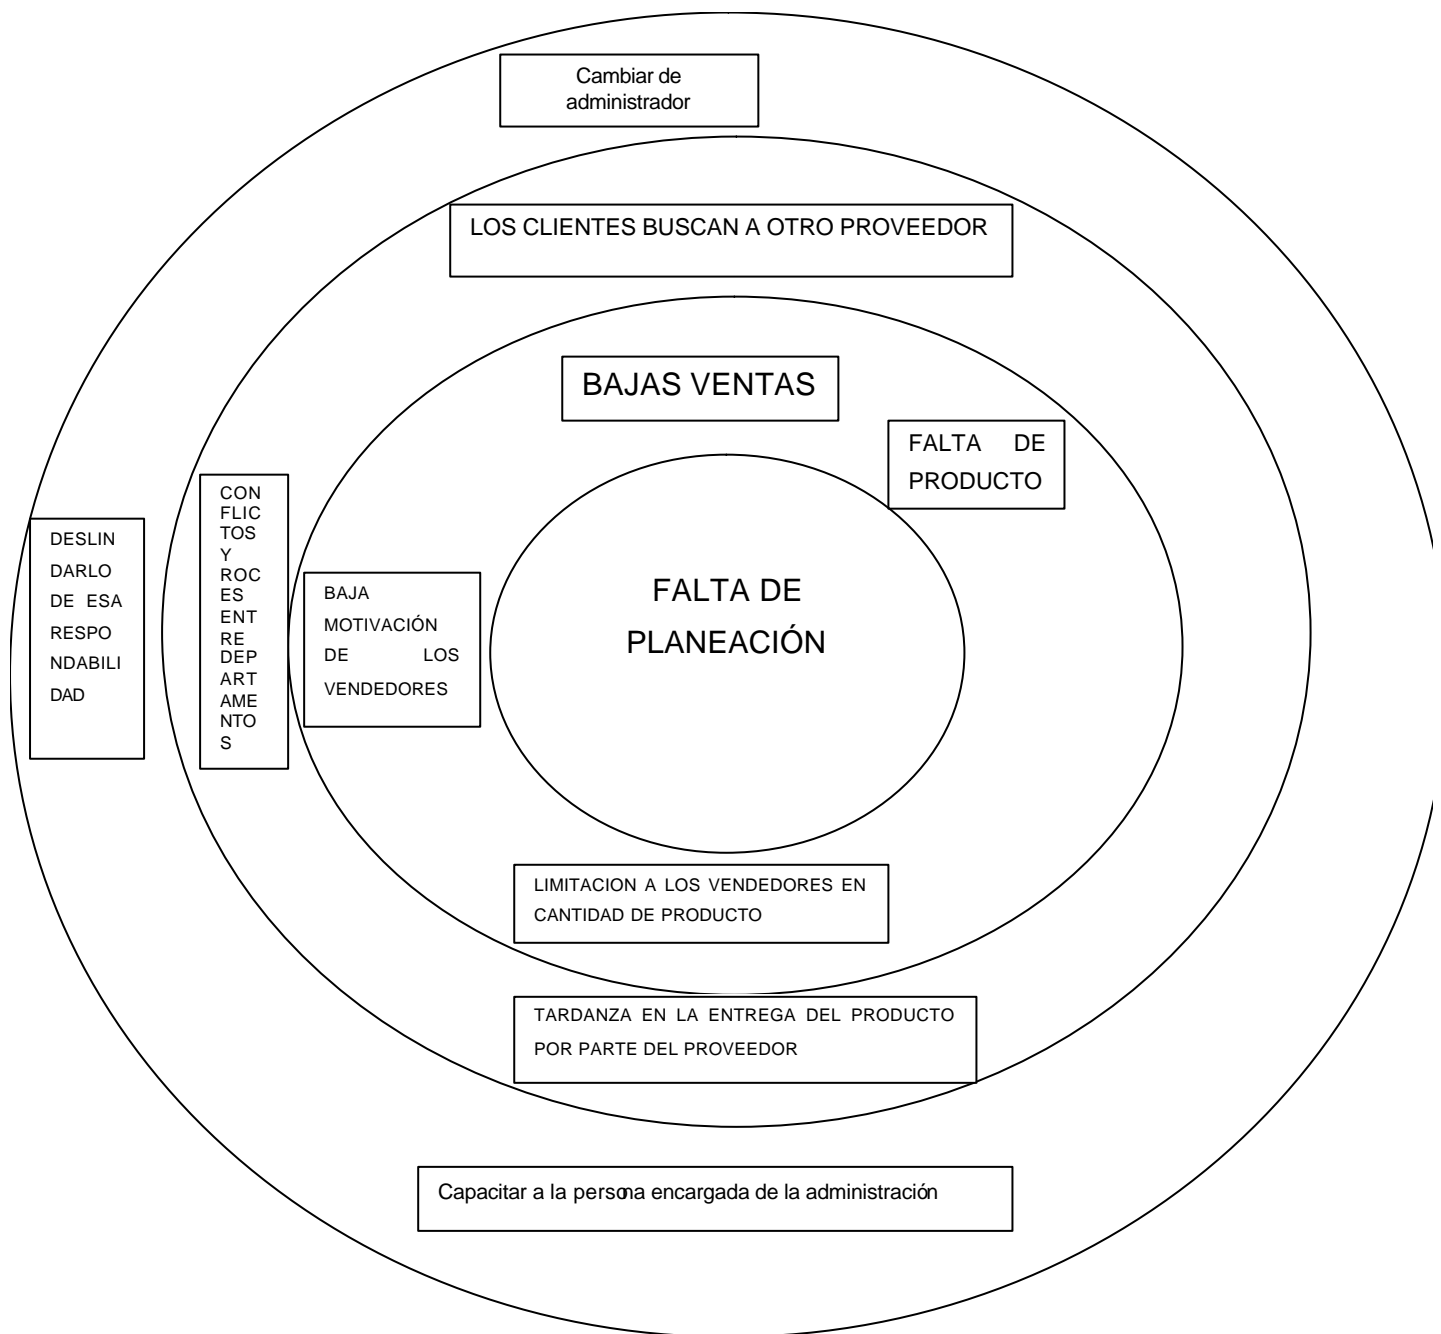 Cambiar de
administrador
LOS CLIENTES BUSCAN A OTRO PROVEEDOR
BAJAS VENTAS
FALTA DE
PRODUCTO
CON
FLIC
TOS
Y
ROC
ES
ENT
RE
DEP
ART
AME
NTO
S
DESLIN
DARLO
DE ESA
RESPO
NDABILI
DAD
BAJA
MOTIVACIÓN
DE LOS
VENDEDORES
FALTA DE
PLANEACIÓN
LIMITACION A LOS VENDEDORES EN
CANTIDAD DE PRODUCTO
TARDANZA EN LA ENTREGA DEL PRODUCTO
POR PARTE DEL PROVEEDOR
Capacitar a la persona encargada de la administración